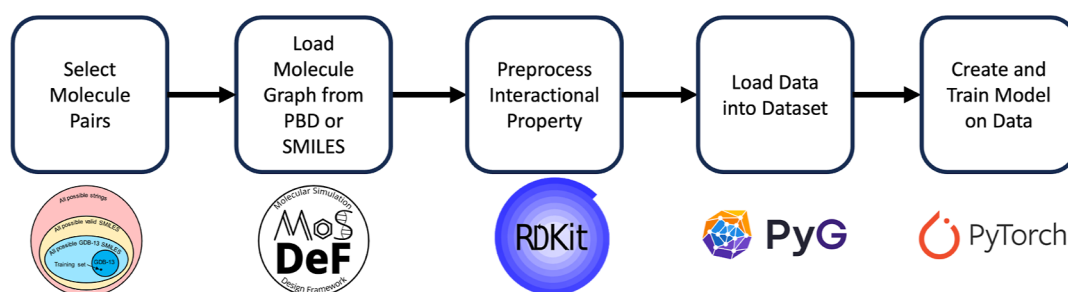 Select
Molecule
Pairs
Load
Molecule
Graph from
PBD or
SMILES
Preprocess
Interactional
Property
Load Data
into Dataset
Create and
Train Model
on Data
All possible strings
All possible valid SMILES
All possible GDB-13 SMILES
GDB-13
Training set
Molecular Simulation
MoS
DeF
Design Framework
RDKit
PyG
PyTorch